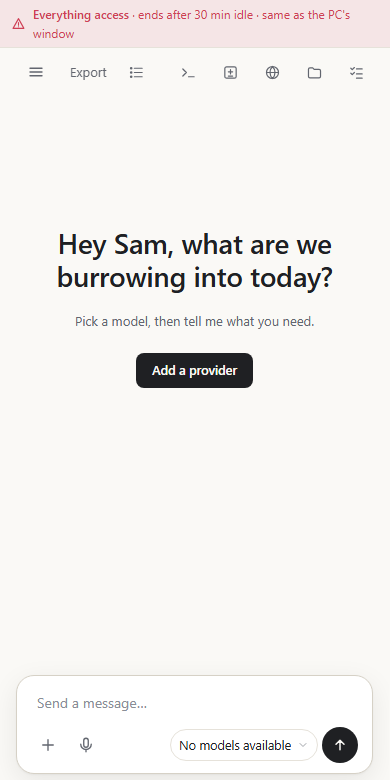 Everything access · ends after 30 min idle · same as the PC's
window
Export
Hey Sam, what are we
burrowing into today?
Pick a model, then tell me what you need.
Add a provider
Send a message...
No models available